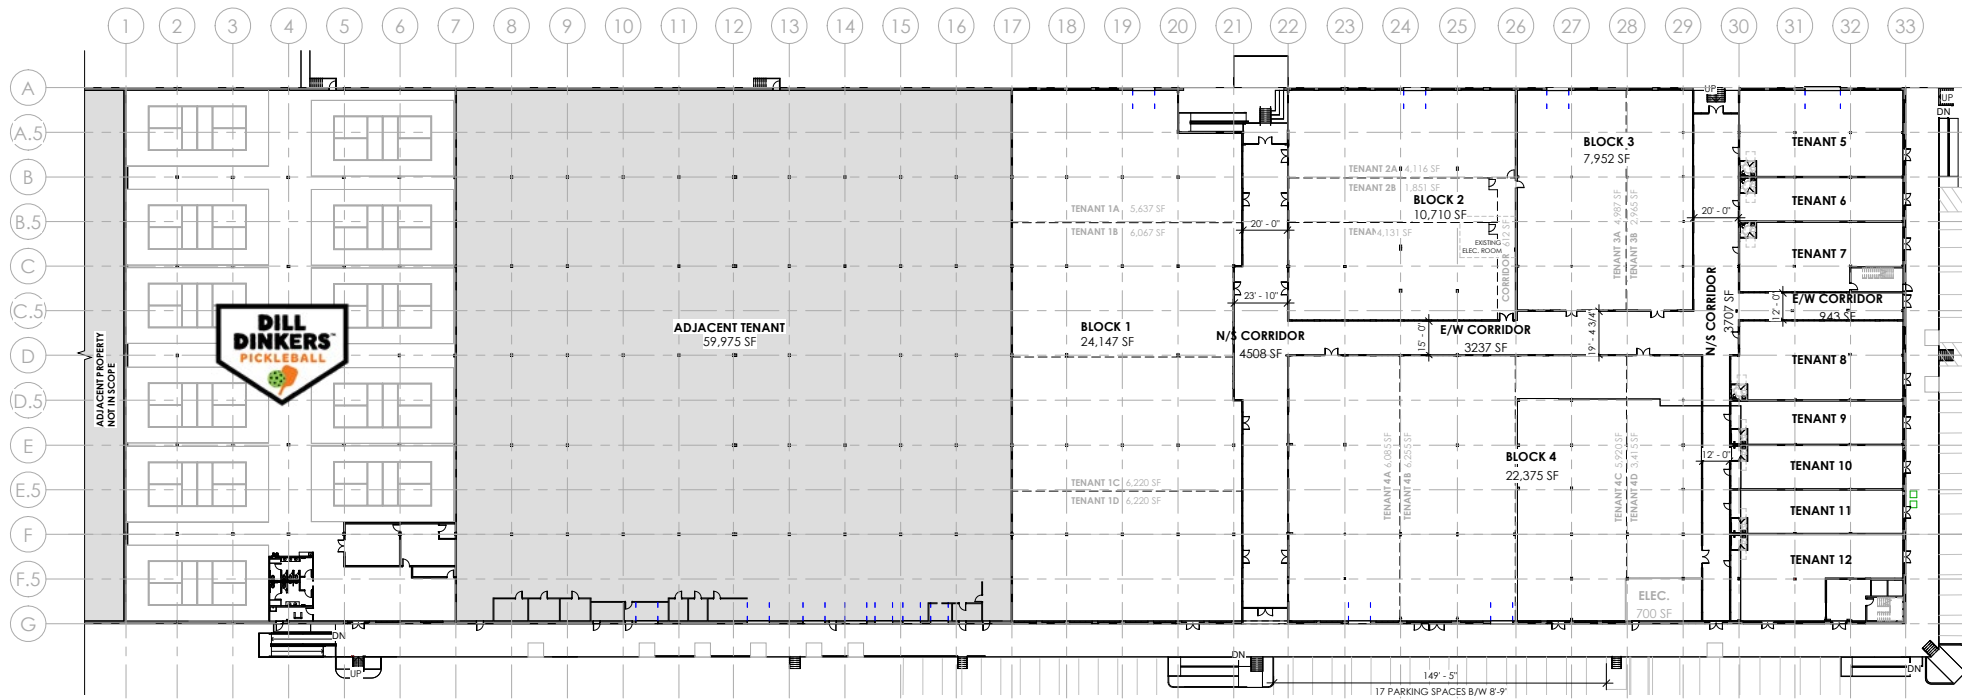 1 2 3 4 5 6 7 8 9 10 11 12 13 14 15 16 17 18 19 20 21 22 23 24 25 26 27 28 29 30 31 32 33
A
A.5
B
B.5
C
C.5
D
D.5
E
E.5
F
F.5
G
ADJACENT PROPERTY
NOT IN SCOPE
DILL
DINKERS™
PICKLEBALL
ADJACENT TENANT
59,975 SF
TENANT 1A 5,637 SF
TENANT 1B 6,067 SF
BLOCK 1
24,147 SF
TENANT 1C 6,220 SF
TENANT 1D 6,220 SF
20' - 0"
23' - 10"
N/S CORRIDOR
4508 SF
TENANT 2A 4,116 SF
TENANT 2B 1,851 SF
BLOCK 2
10,710 SF
4,131 SF
EXISTING
ELEC. ROOM
CORRIDOR 612 SF
BLOCK 3
7,952 SF
TENANT 3A 4,987 SF
TENANT 3B 2,965 SF
15' - 0"
E/W CORRIDOR
3237 SF
19' - 4 3/4"
TENANT 4A 6,085 SF
TENANT 4B 6,255 SF
BLOCK 4
22,375 SF
TENANT 4C 5,920 SF
TENANT 4D 3,415 SF
ELEC.
700 SF
UP
20' - 0"
N/S CORRIDOR
3707 SF
12' - 0"
TENANT 5
TENANT 6
TENANT 7
12' - 0"
E/W CORRIDOR
943 SF
TENANT 8
TENANT 9
TENANT 10
TENANT 11
TENANT 12
UP
DN
DN
UP
DN
149' - 5"
17 PARKING SPACES B/W 8'-9'
DN